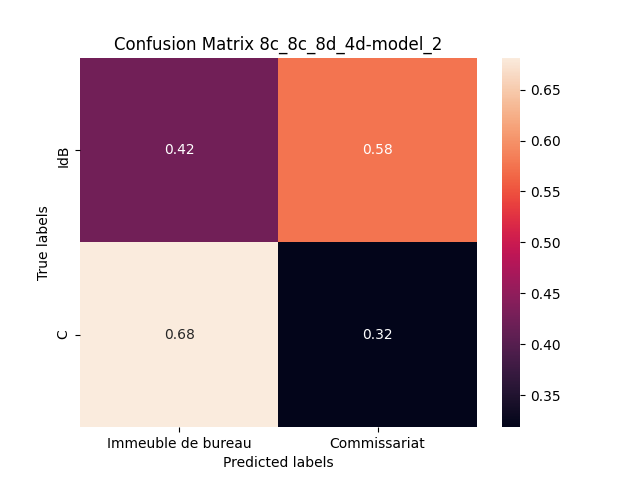 Confusion Matrix 8c_8c_8d_4d-model_2
True labels
IdB
C
0.42
0.58
0.68
0.32
Immeuble de bureau
Commissariat
Predicted labels
0.65
0.60
0.55
0.50
0.45
0.40
0.35